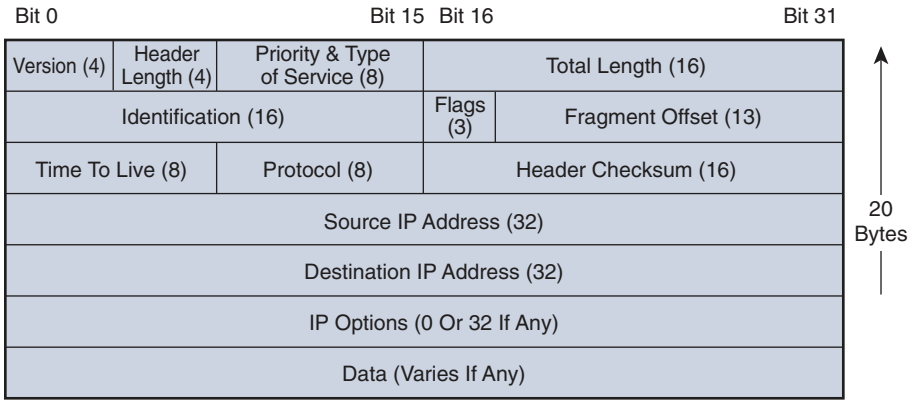 Bit 0 Bit 15 Bit 16 Bit 31
Version (4) Header Length (4) Priority & Type of Service (8) Total Length (16)
Identification (16) Flags (3) Fragment Offset (13)
Time To Live (8) Protocol (8) Header Checksum (16)
Source IP Address (32)
20 Bytes
Destination IP Address (32)
IP Options (0 Or 32 If Any)
Data (Varies If Any)